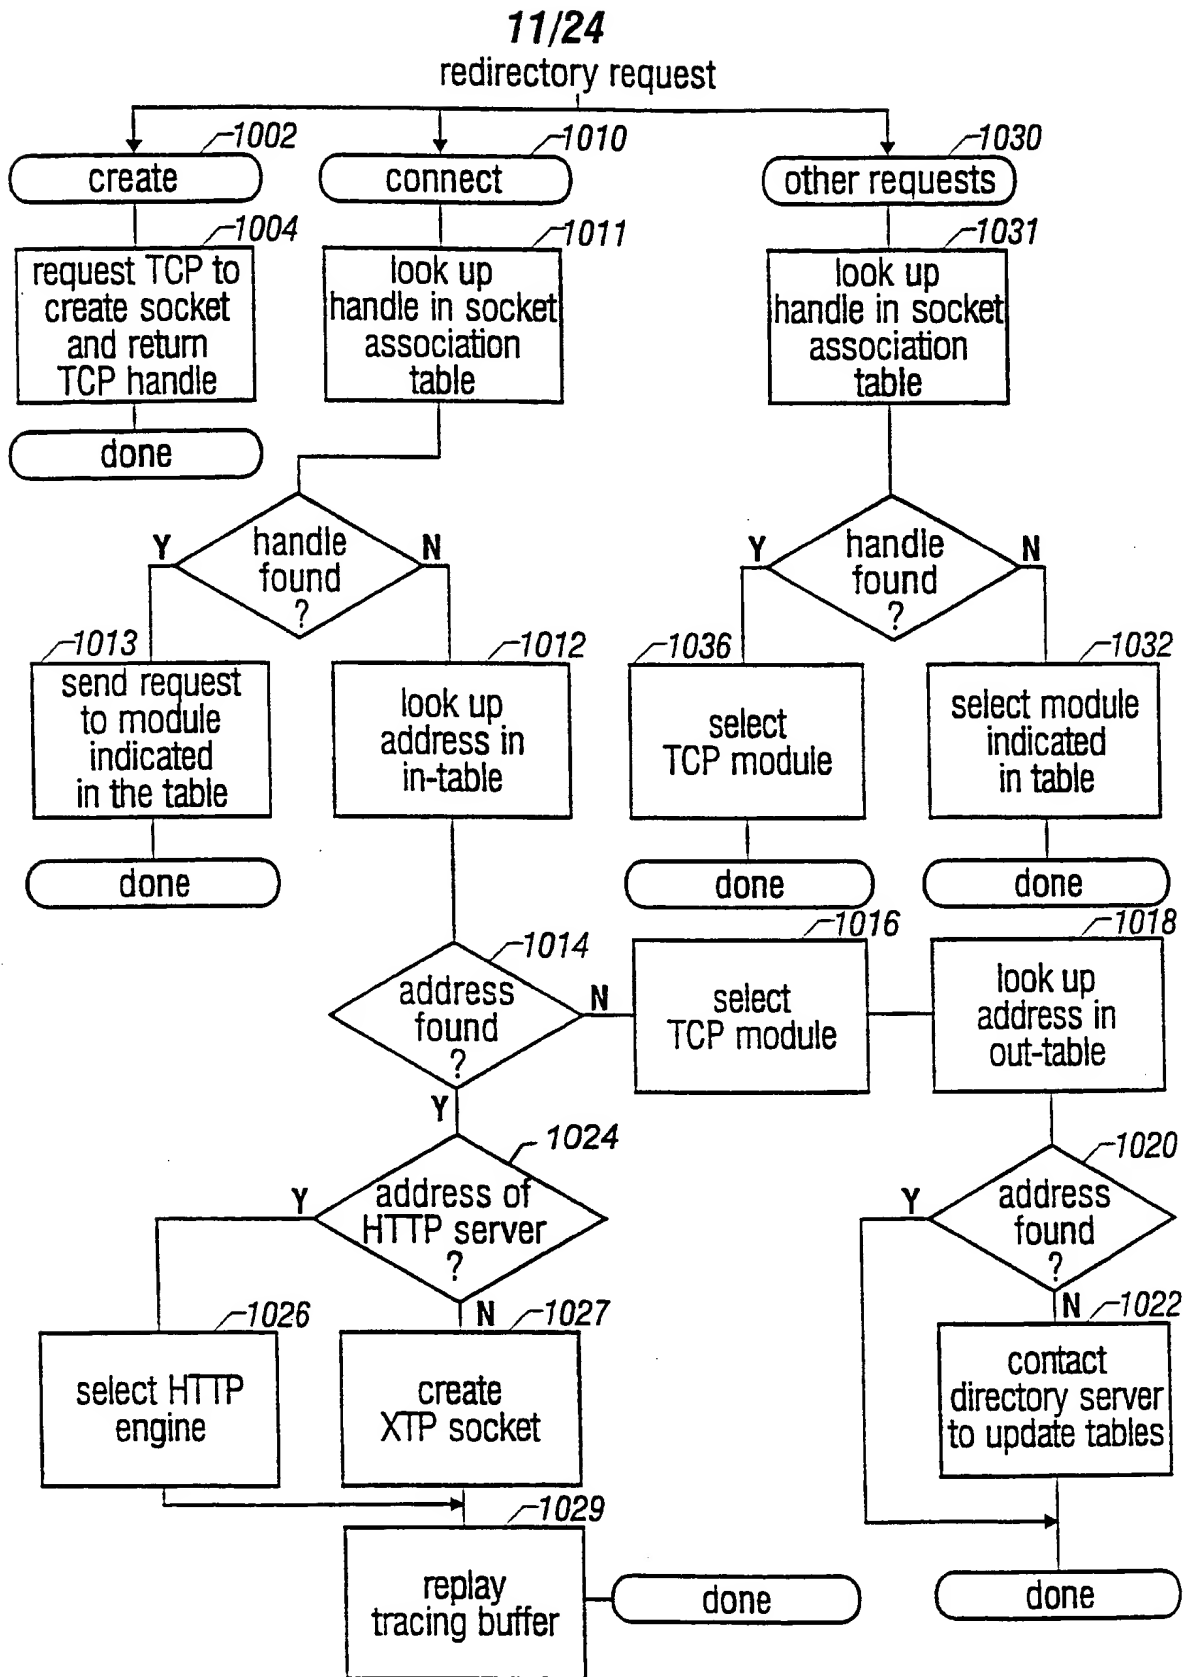 11/24
redirectory request
1002
create
1004
request TCP to
create socket
and return
TCP handle
done
1010
connect
1011
look up
handle in socket
association
table
handle
found
?
Y
N
1013
send request
to module
indicated
in the table
done
1012
look up
address in
in-table
1030
other requests
1031
look up
handle in socket
association
table
handle
found
?
Y
N
1036
select
TCP module
done
1032
select module
indicated
in table
done
1014
address
found
?
N
Y
1016
select
TCP module
1018
look up
address in
out-table
1020
address
found
?
Y
N
1022
contact
directory server
to update tables
done
1024
address of
HTTP server
?
Y
N
1026
select HTTP
engine
1027
create
XTP socket
1029
replay
tracing buffer
done